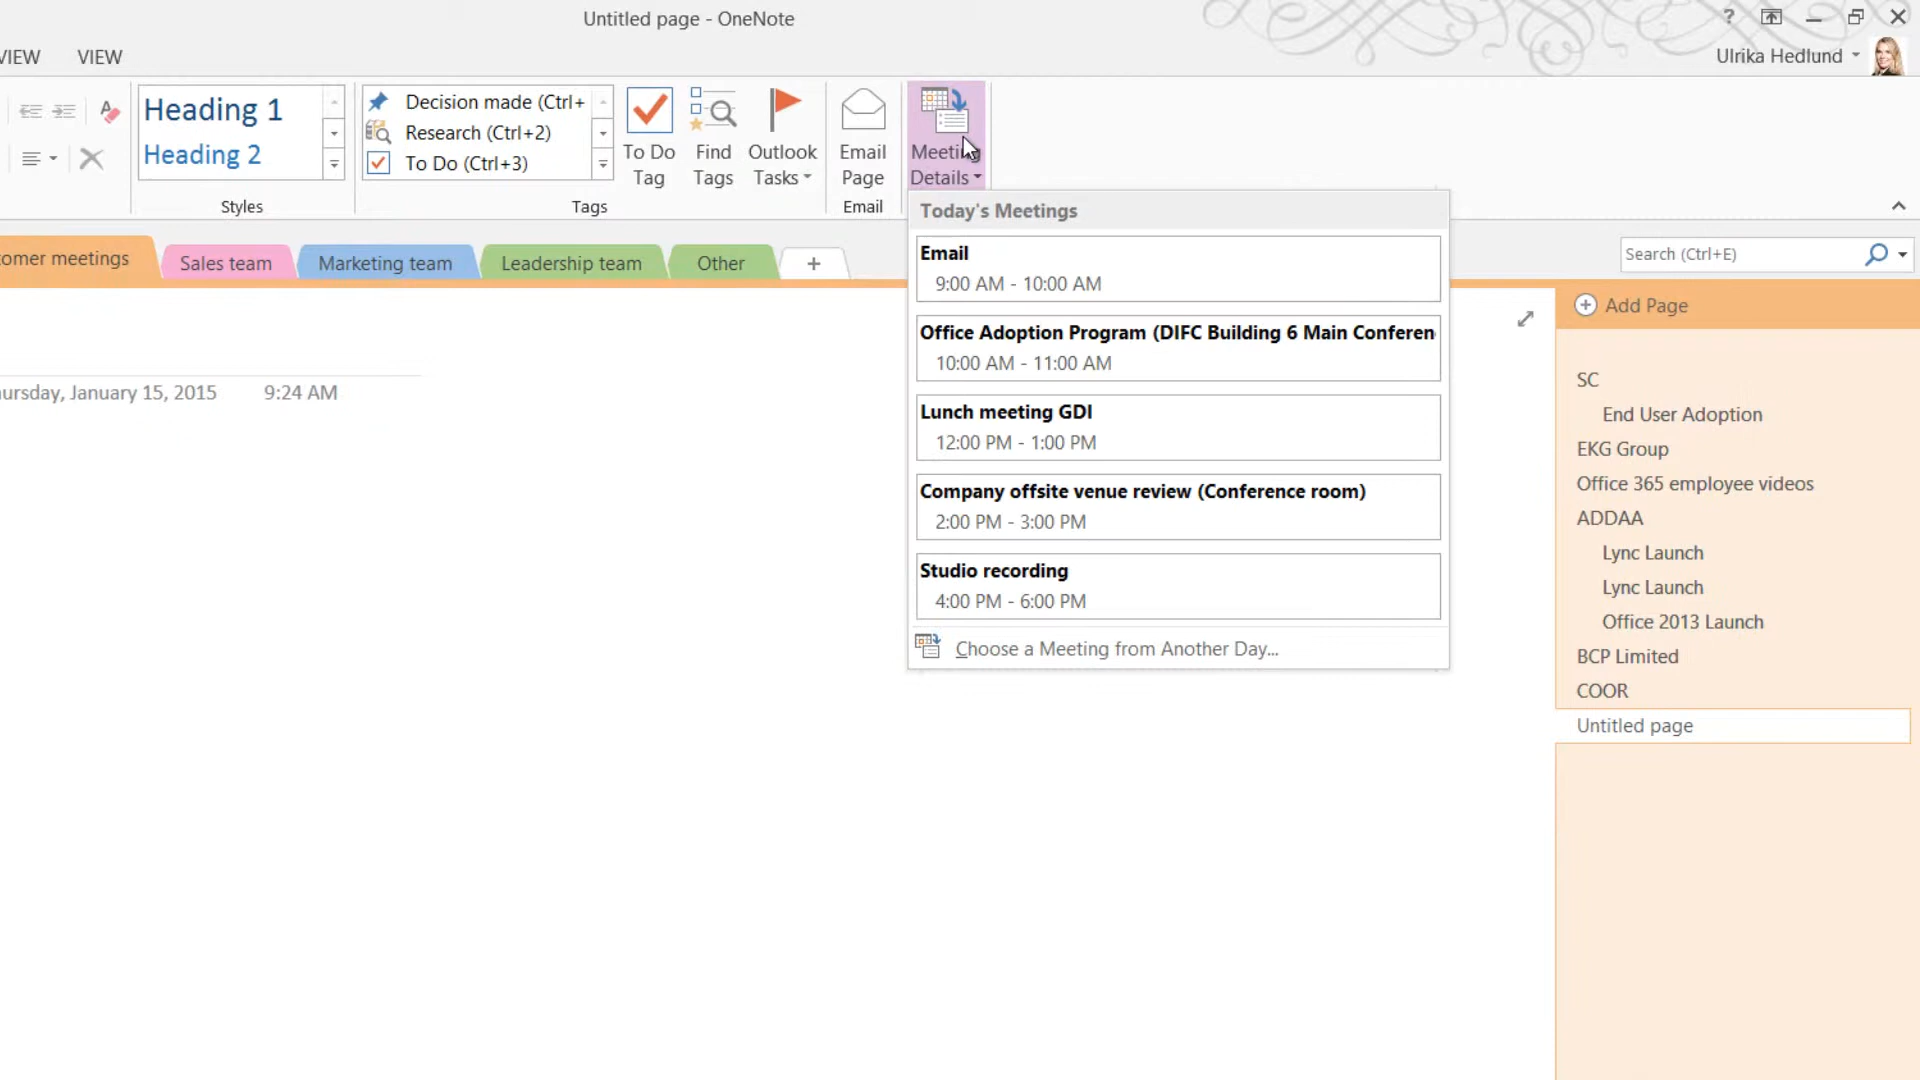 Untitled page - OneNote
?
VIEW VIEW
Ulrika Hedlund
Heading 1
Heading 2
Styles
Decision made (Ctrl+
Research (Ctrl+2)
To Do (Ctrl+3)
To Do
Tag
Find
Tags
Outlook
Tasks
Tags
Email
Page
Email
Meeting
Details
omer meetings
Sales team
Marketing team
Leadership team
Other
+
Search (Ctrl+E)
Today's Meetings
Email
9:00 AM - 10:00 AM
Office Adoption Program (DIFC Building 6 Main Conferen
10:00 AM - 11:00 AM
Lunch meeting GDI
12:00 PM - 1:00 PM
Company offsite venue review (Conference room)
2:00 PM - 3:00 PM
Studio recording
4:00 PM - 6:00 PM
Choose a Meeting from Another Day...
ursday, January 15, 2015 9:24 AM
Add Page
SC
End User Adoption
EKG Group
Office 365 employee videos
ADDAA
Lync Launch
Lync Launch
Office 2013 Launch
BCP Limited
COOR
Untitled page